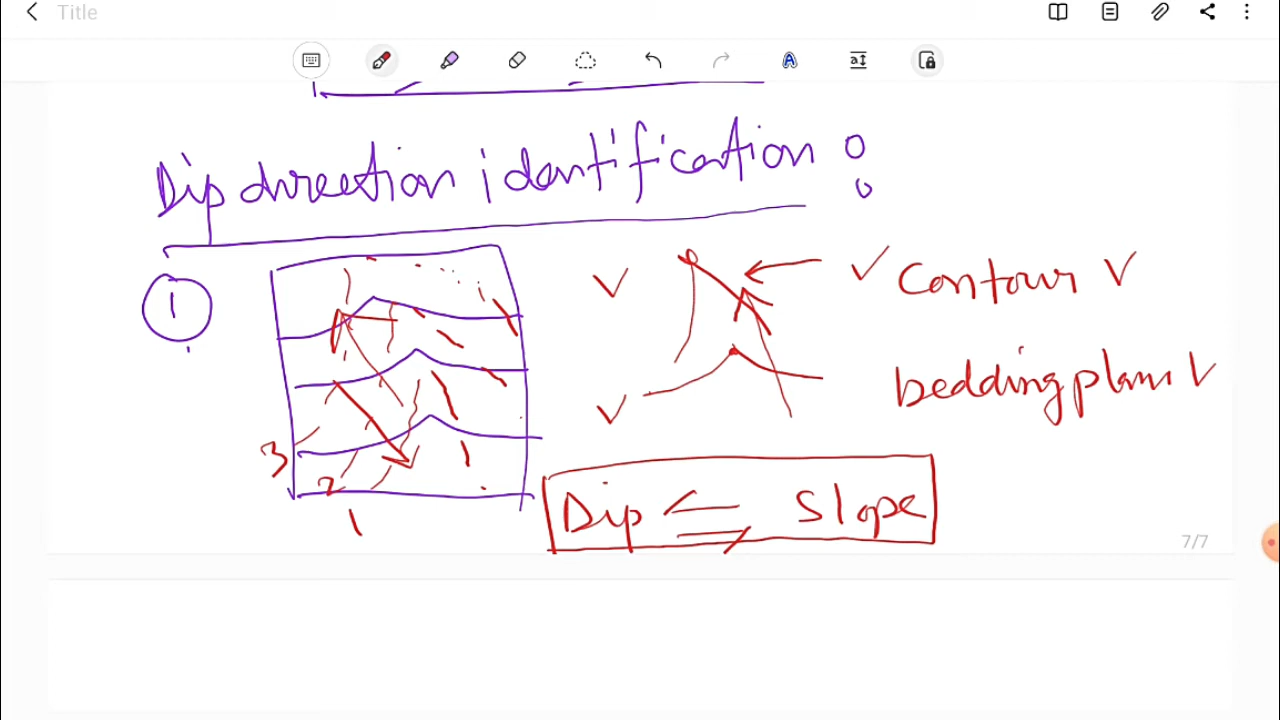 Title
Dip direction identification :
1
V ✓ Contour V
bedding plane V
V
3
2
1
Dip ⇐ Slope
7/7